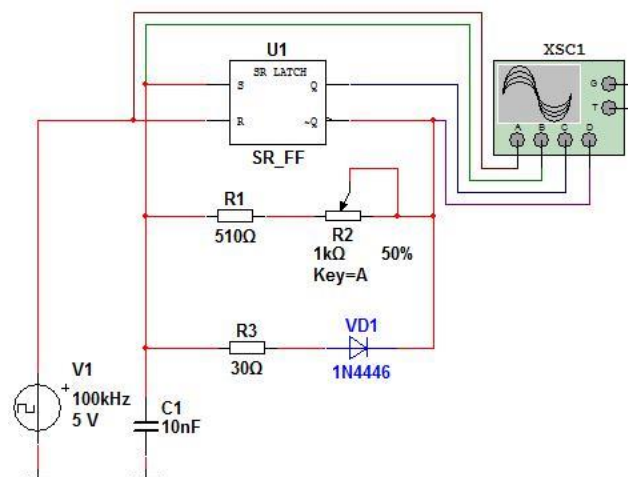 U1
XSC1
SR LATCH
S Q
R ~Q
SR_FF
G
T
A B C D
R1
510Ω
R2
1kΩ 50%
Key=A
R3
30Ω
VD1
1N4446
V1
100kHz
5 V
C1
10nF